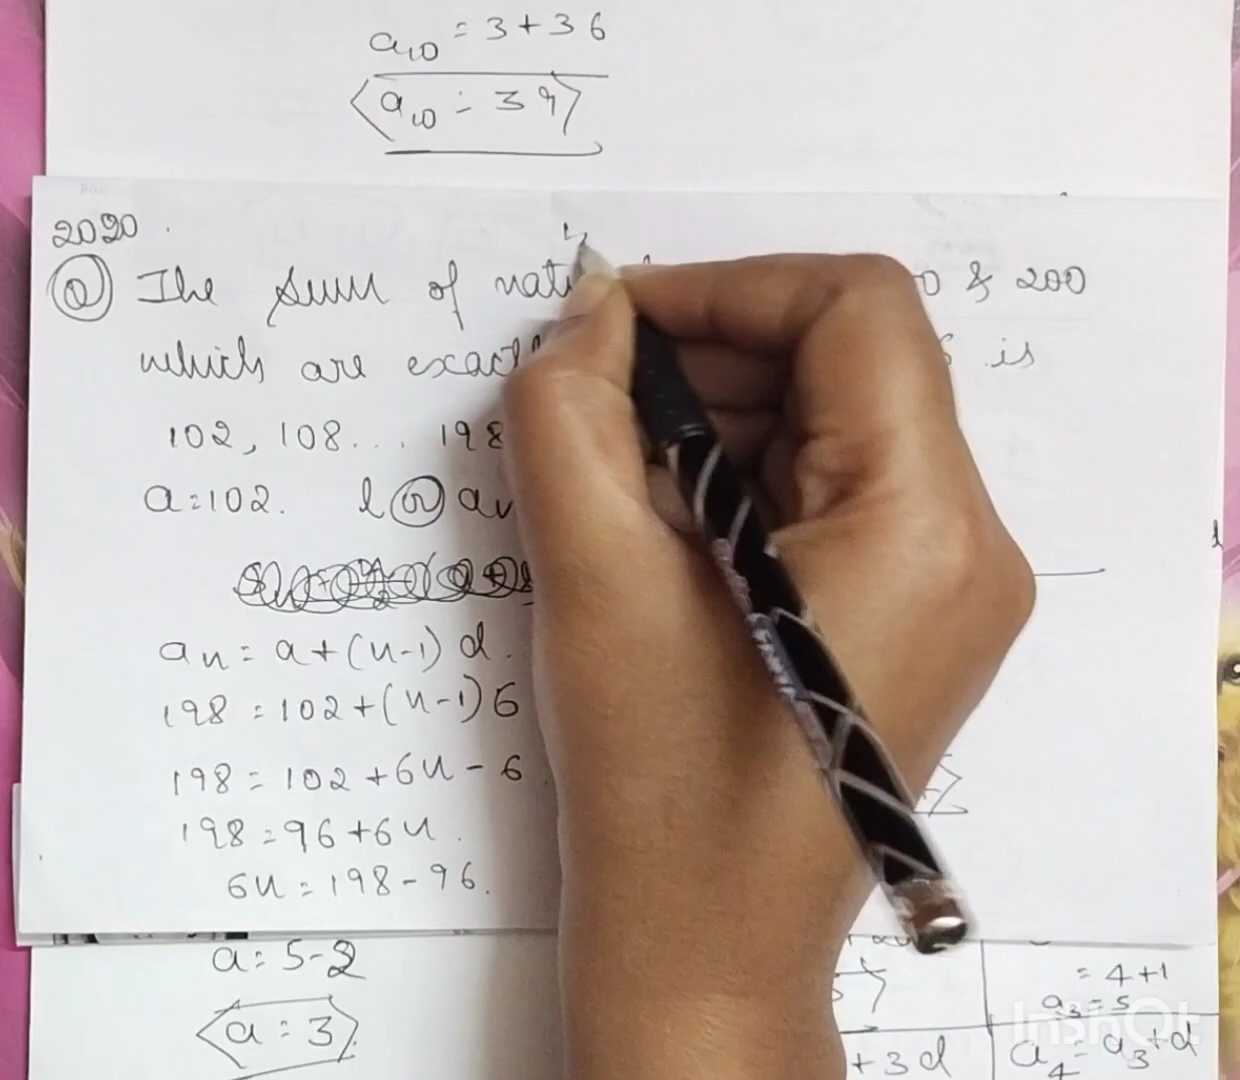 a₁₀ = 3 + 36
a₁₀ = 39
2020.
Q The sum of 0 & 200
which are is
102, 108... 198
a = 102. l or an
an = a + (n-1) d.
198 = 102 + (n-1) 6
198 = 102 + 6n - 6
198 = 96 + 6n.
6n = 198 - 96.
a = 5 - 2
a = 3
= 4 + 1
a₃ = 5
+ 3d
a₄ = a₃ + d
InShOt